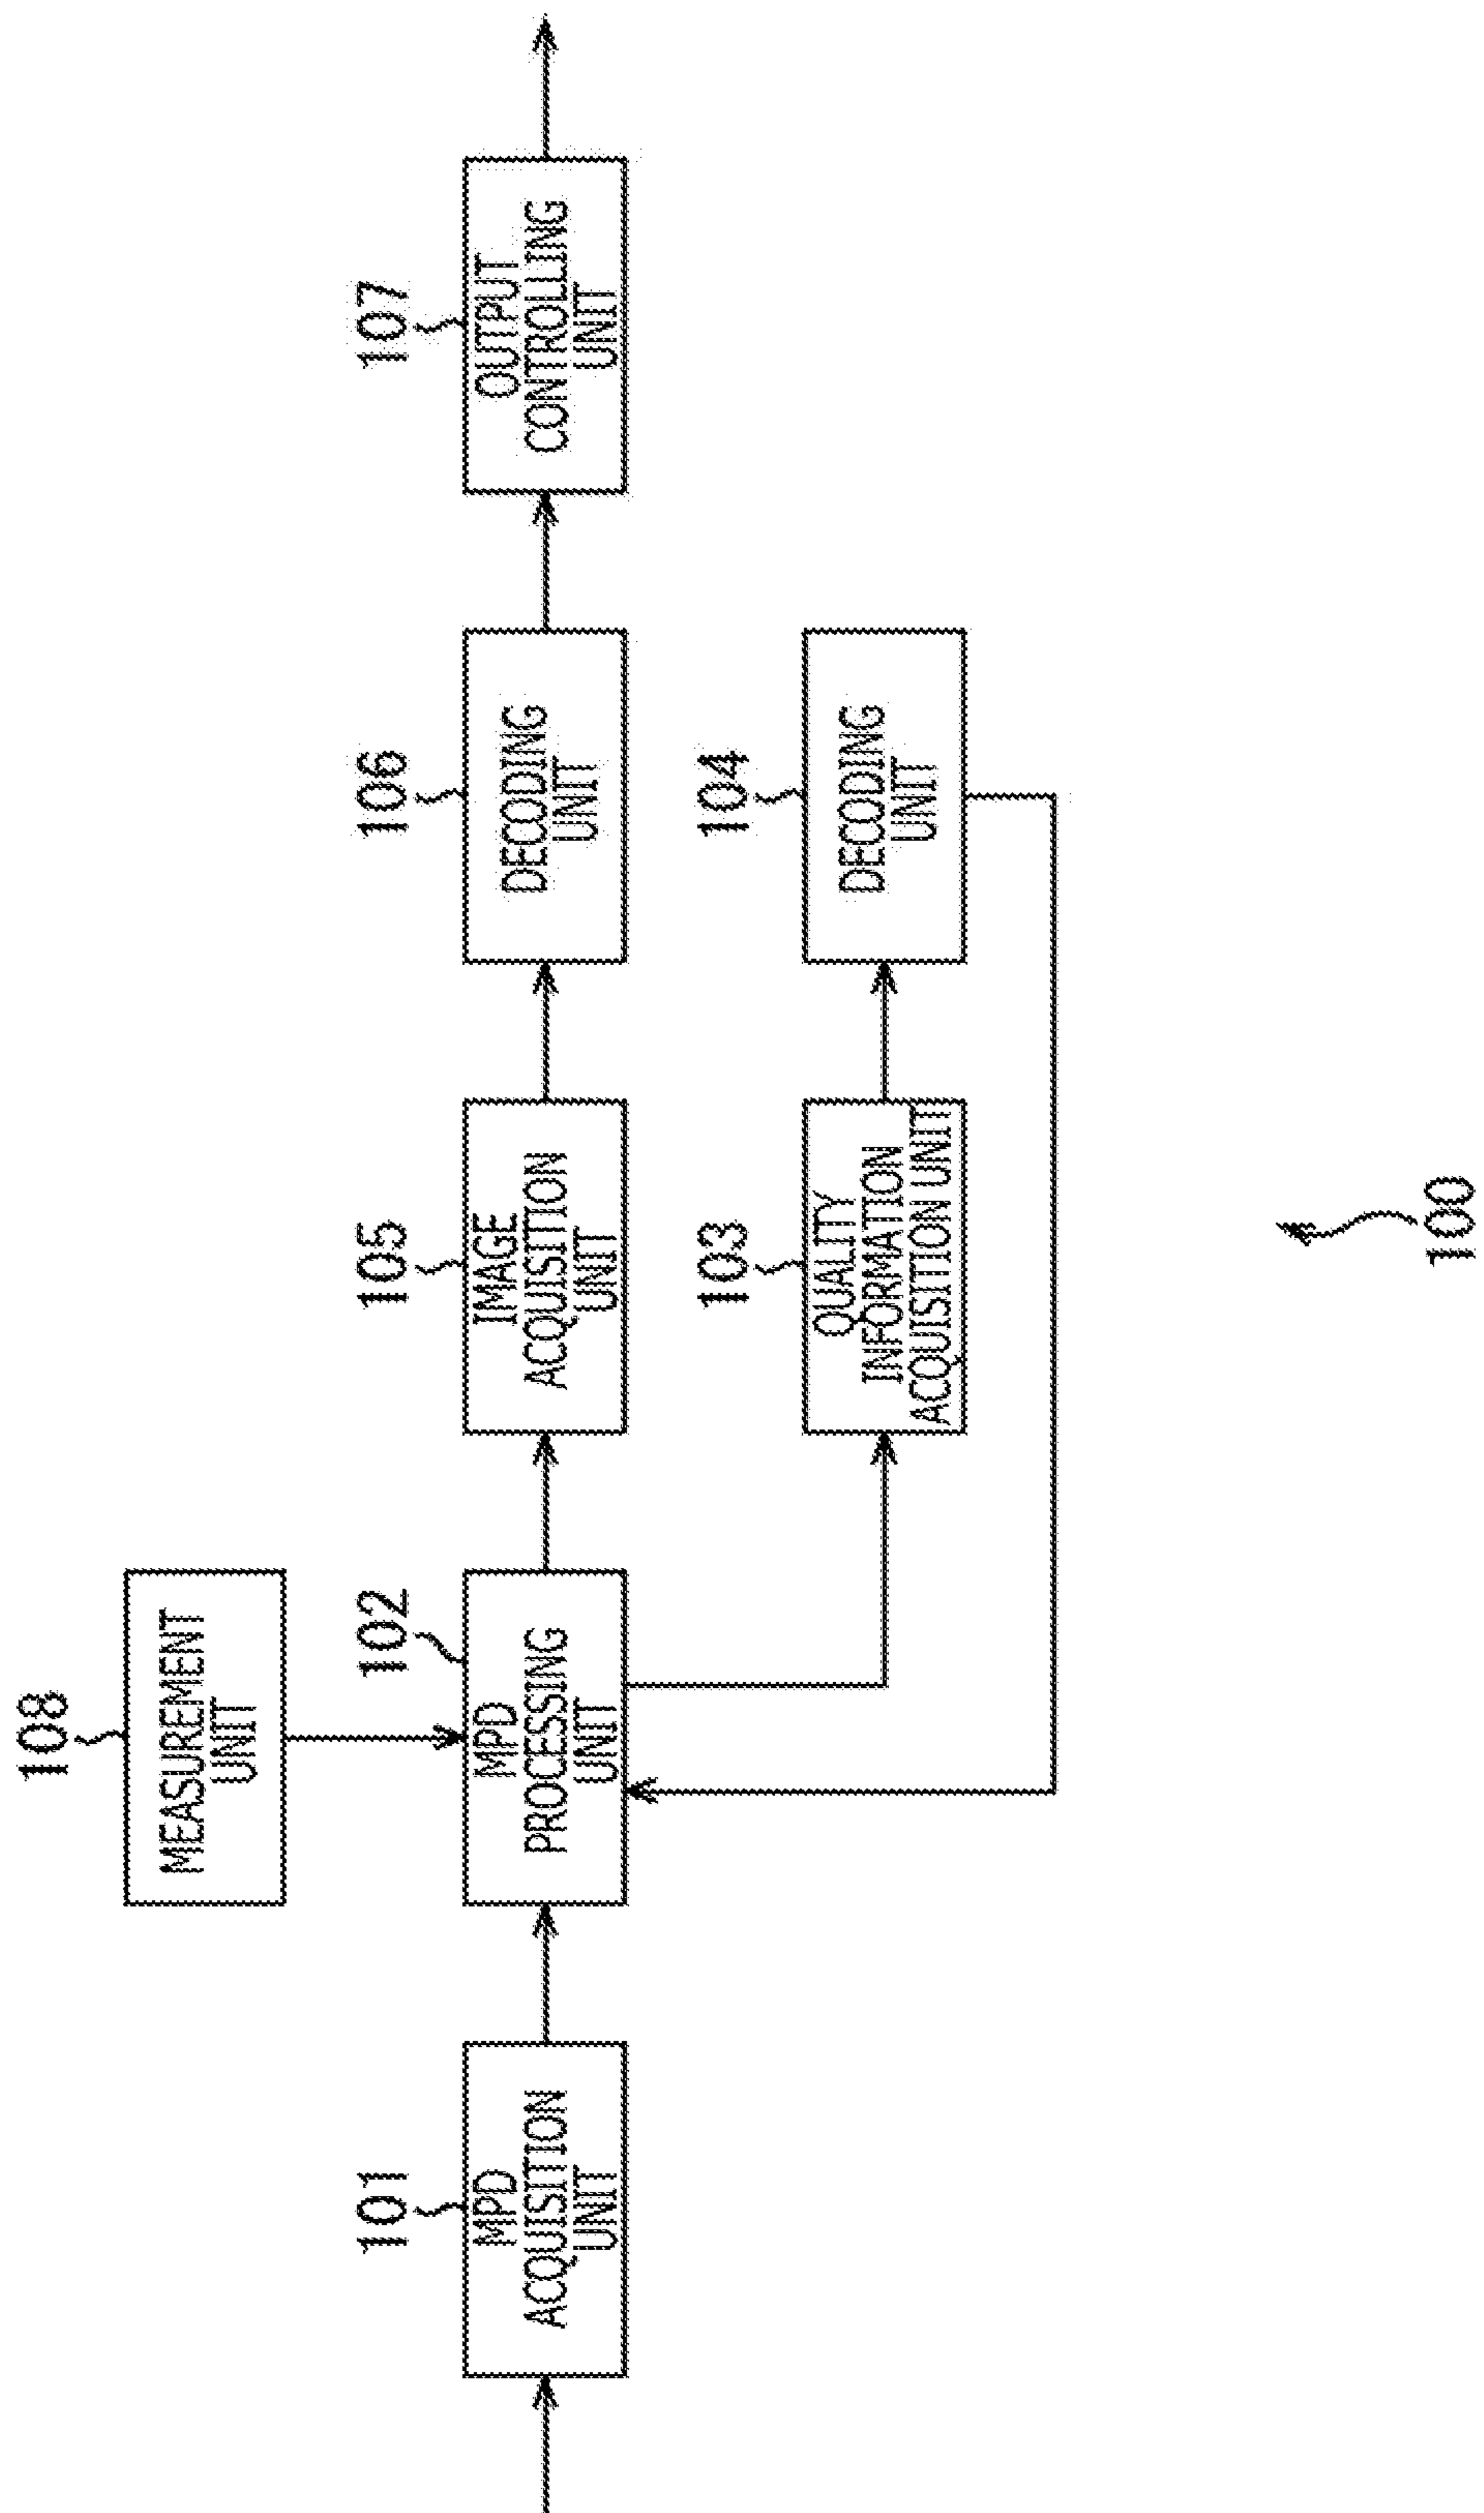 108
MEASUREMENT
UNIT
101
MPD
ACQUISITION
UNIT
102
MPD
PROCESSING
UNIT
105
IMAGE
ACQUISITION
UNIT
106
DECODING
UNIT
107
OUTPUT
CONTROLLING
UNIT
103
QUALITY
INFORMATION
ACQUISITION UNIT
104
DECODING
UNIT
100